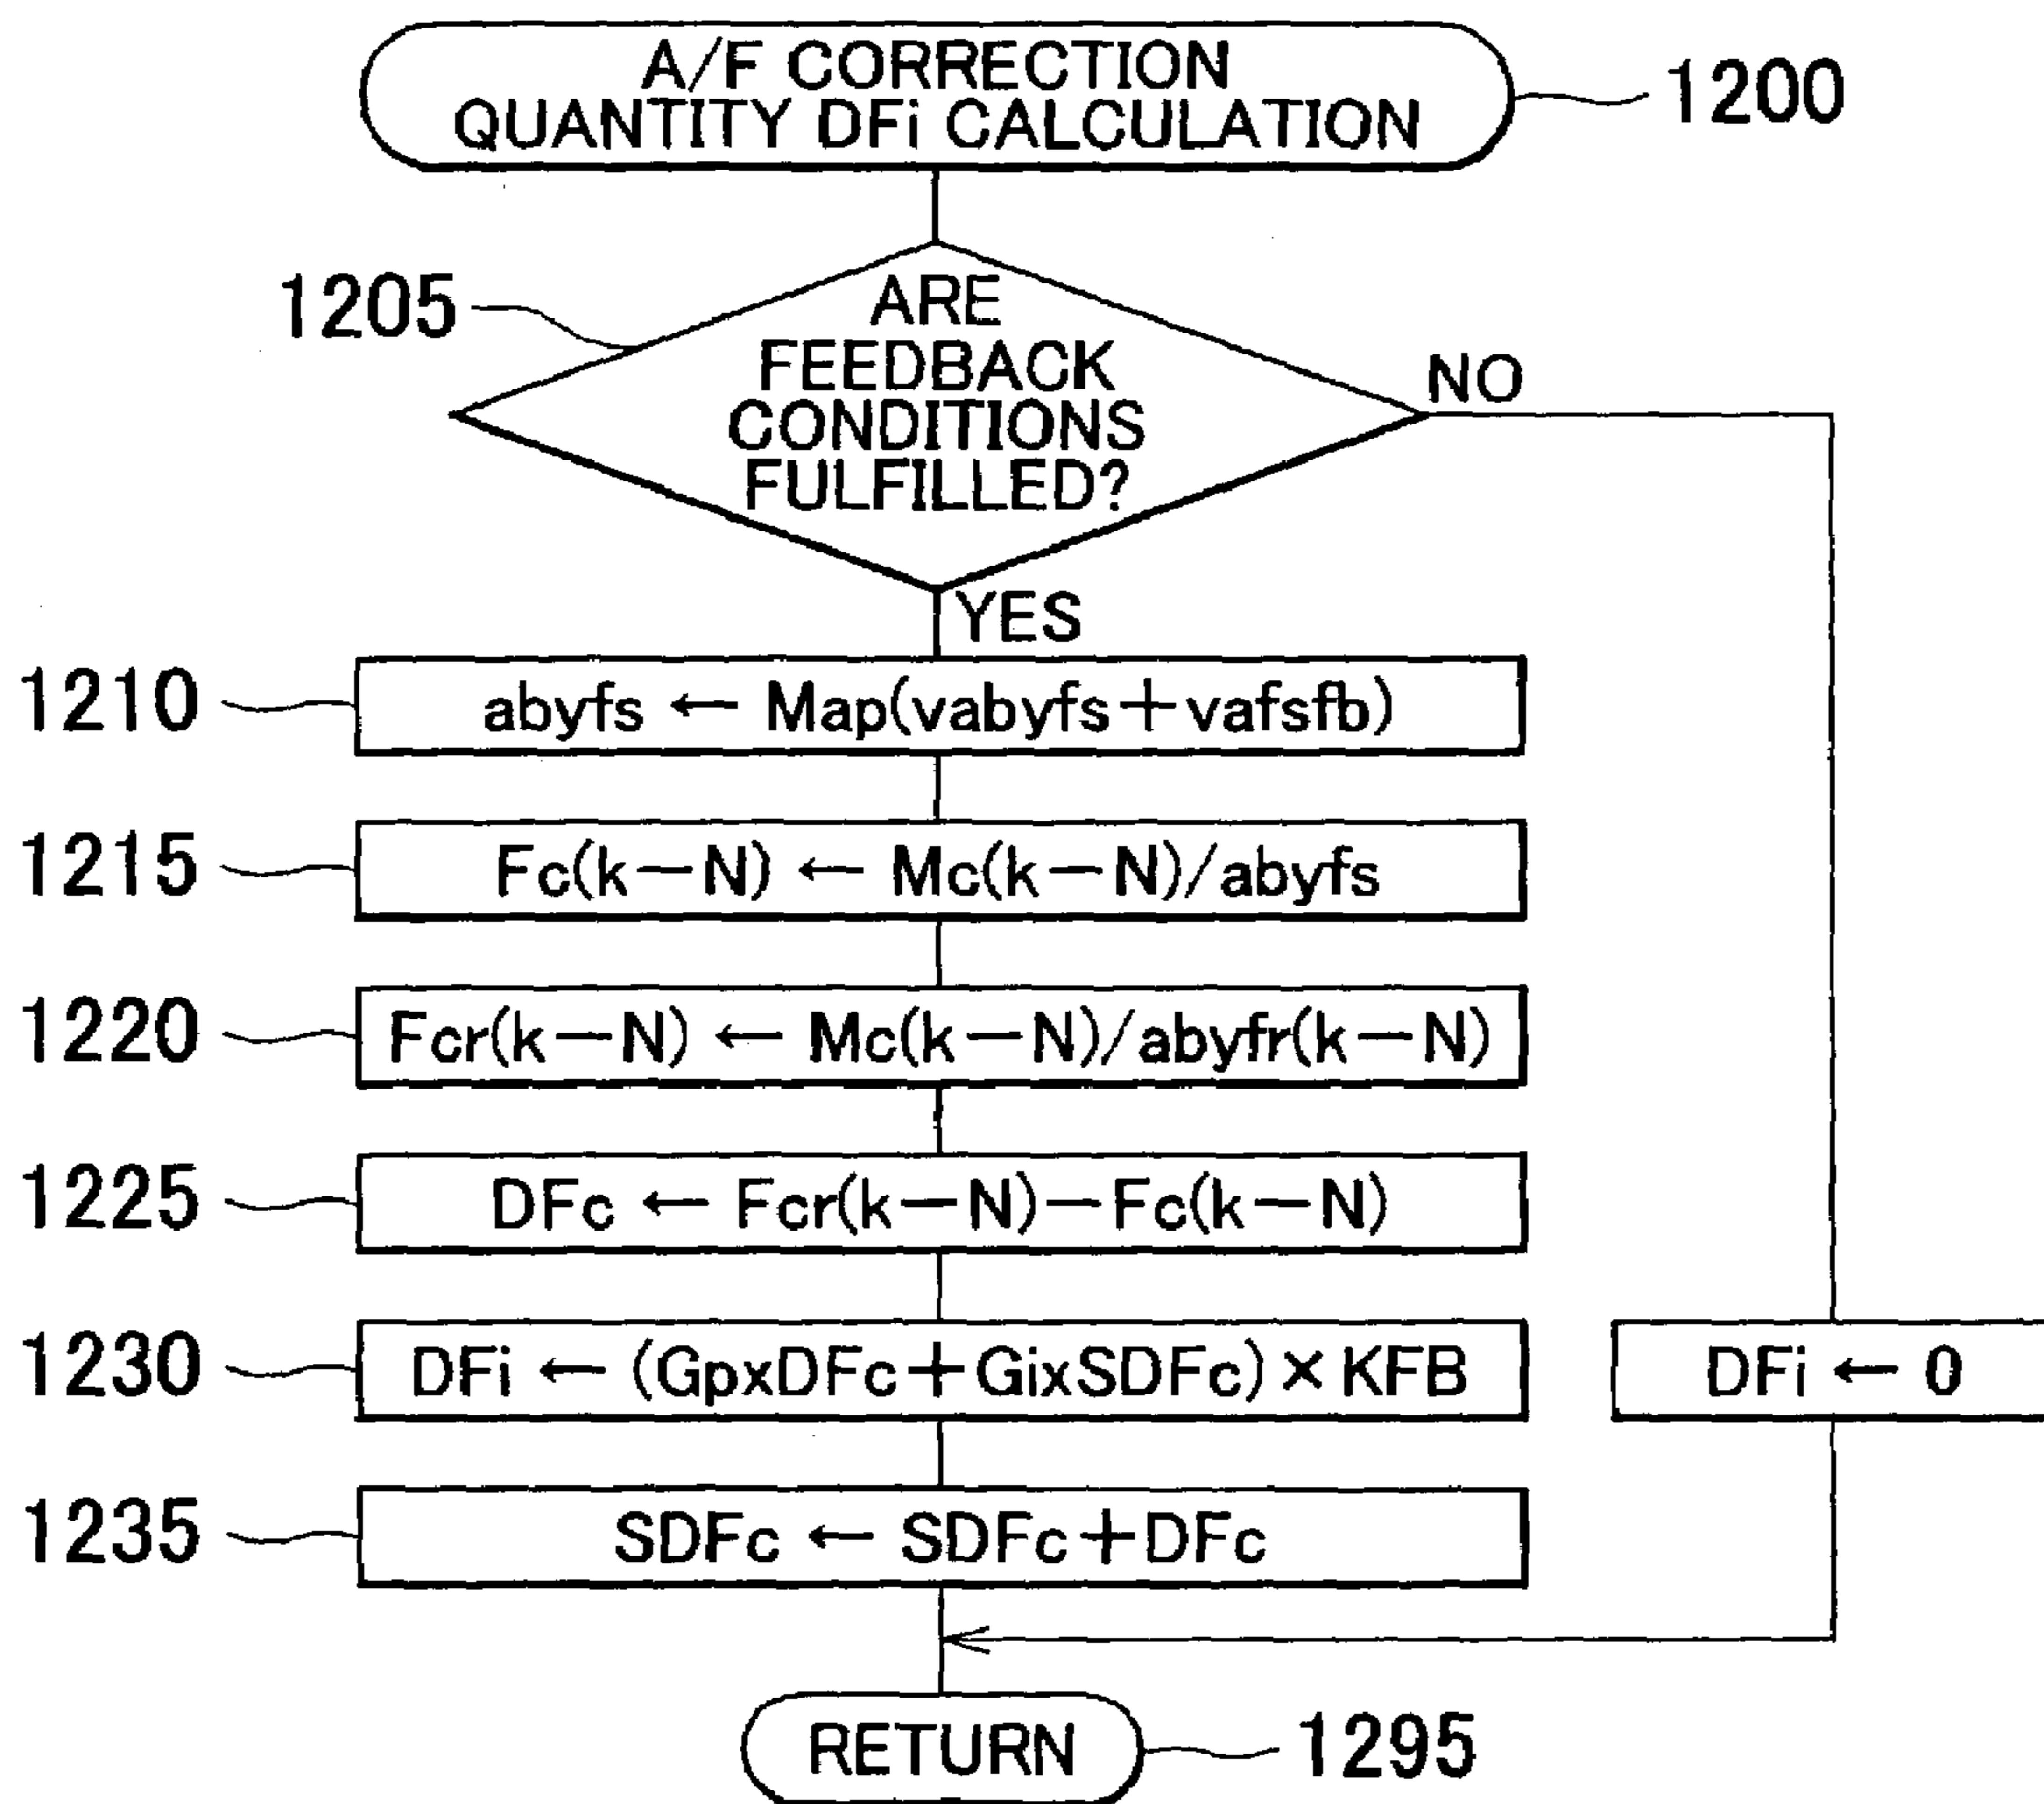 A/F CORRECTION
QUANTITY DFi CALCULATION
1200
1205
ARE
FEEDBACK
CONDITIONS
FULFILLED?
NO
YES
1210
abyfs ← Map(vabyfs+vafsfb)
1215
Fc(k−N) ← Mc(k−N)/abyfs
1220
Fcr(k−N) ← Mc(k−N)/abyfr(k−N)
1225
DFc ← Fcr(k−N)−Fc(k−N)
1230
DFi ← (GpxDFc+GixSDFc)×KFB
DFi ← 0
1235
SDFc ← SDFc+DFc
RETURN
1295